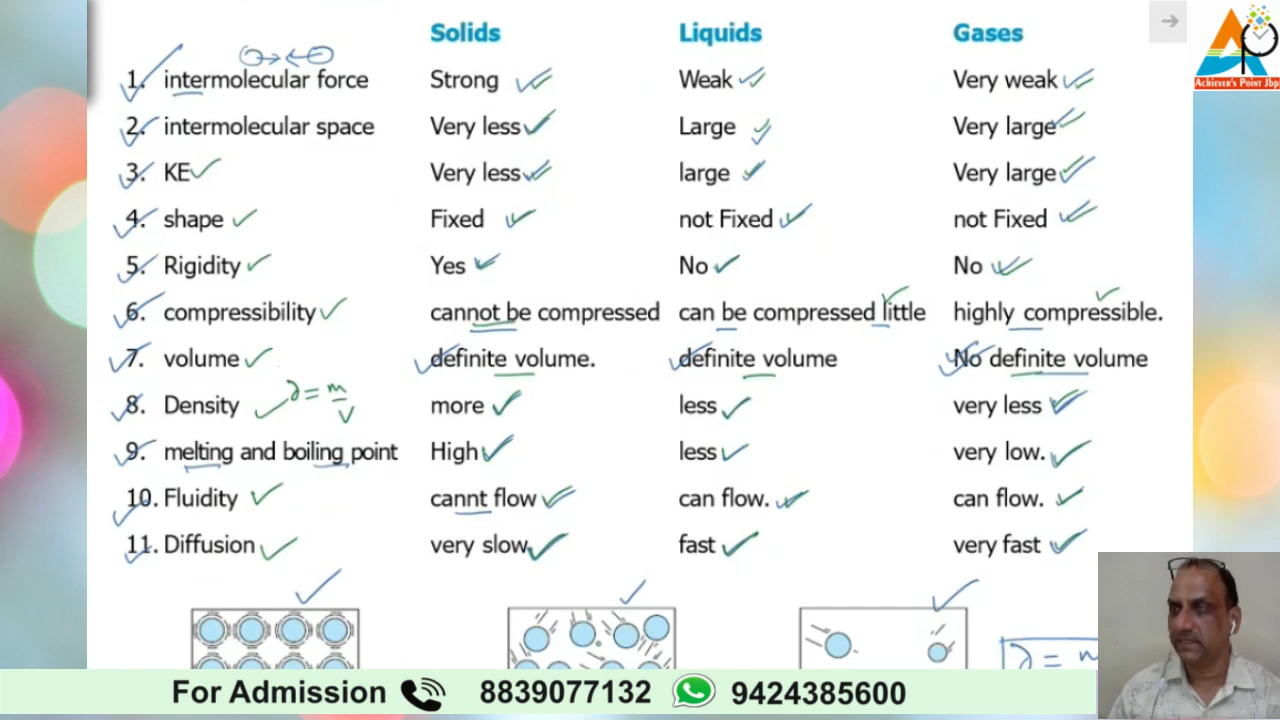 Solids Liquids Gases
1. intermolecular force Strong Weak Very weak
2. intermolecular space Very less Large Very large
3. KE Very less large Very large
4. shape Fixed not Fixed not Fixed
5. Rigidity Yes No No
6. compressibility cannot be compressed can be compressed little highly compressible.
7. volume definite volume. definite volume No definite volume
8. Density ∂ = m/v more less very less
9. melting and boiling point High less very low.
10. Fluidity cannt flow can flow. can flow.
11. Diffusion very slow fast very fast
∂ = m
ACHIEVER'S POINT JBP
For Admission 8839077132 9424385600